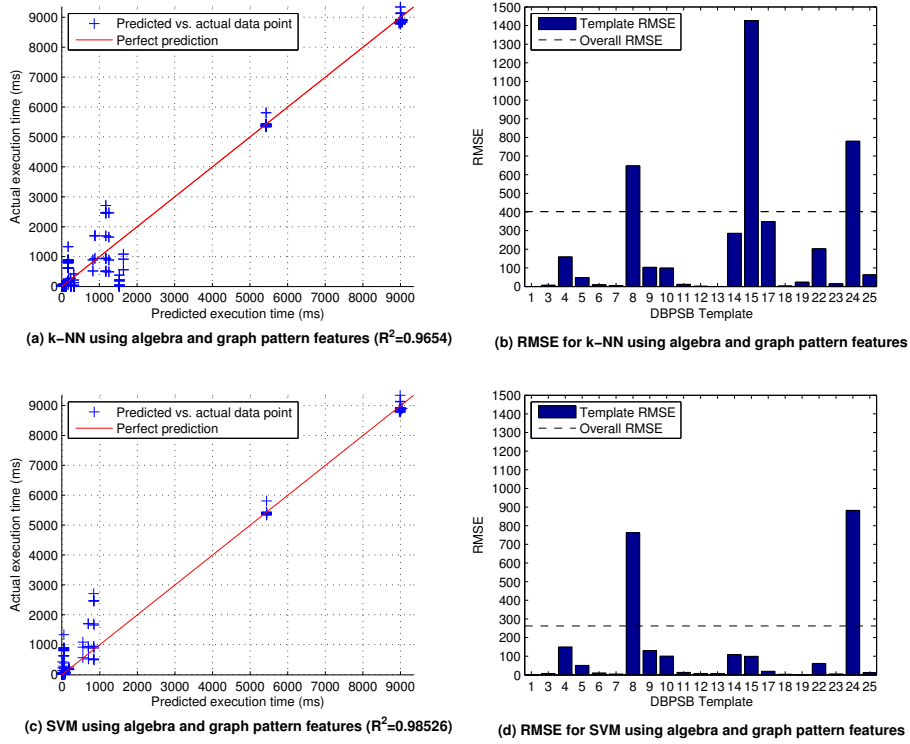 9000
8000
7000
6000
5000
4000
3000
2000
1000
0
Actual execution time (ms)
Predicted vs. actual data point
Perfect prediction
0 1000 2000 3000 4000 5000 6000 7000 8000 9000
Predicted execution time (ms)
(a) k−NN using algebra and graph pattern features (R²=0.9654)
1500
1400
1300
1200
1100
1000
900
800
700
600
500
400
300
200
100
0
RMSE
Template RMSE
Overall RMSE
1 3 4 5 6 7 8 9 10 11 12 13 14 15 17 18 19 22 23 24 25
DBPSB Template
(b) RMSE for k−NN using algebra and graph pattern features
9000
8000
7000
6000
5000
4000
3000
2000
1000
0
Actual execution time (ms)
Predicted vs. actual data point
Perfect prediction
0 1000 2000 3000 4000 5000 6000 7000 8000 9000
Predicted execution time (ms)
(c) SVM using algebra and graph pattern features (R²=0.98526)
1500
1400
1300
1200
1100
1000
900
800
700
600
500
400
300
200
100
0
RMSE
Template RMSE
Overall RMSE
1 3 4 5 6 7 8 9 10 11 12 13 14 15 17 18 19 22 23 24 25
DBPSB Template
(d) RMSE for SVM using algebra and graph pattern features